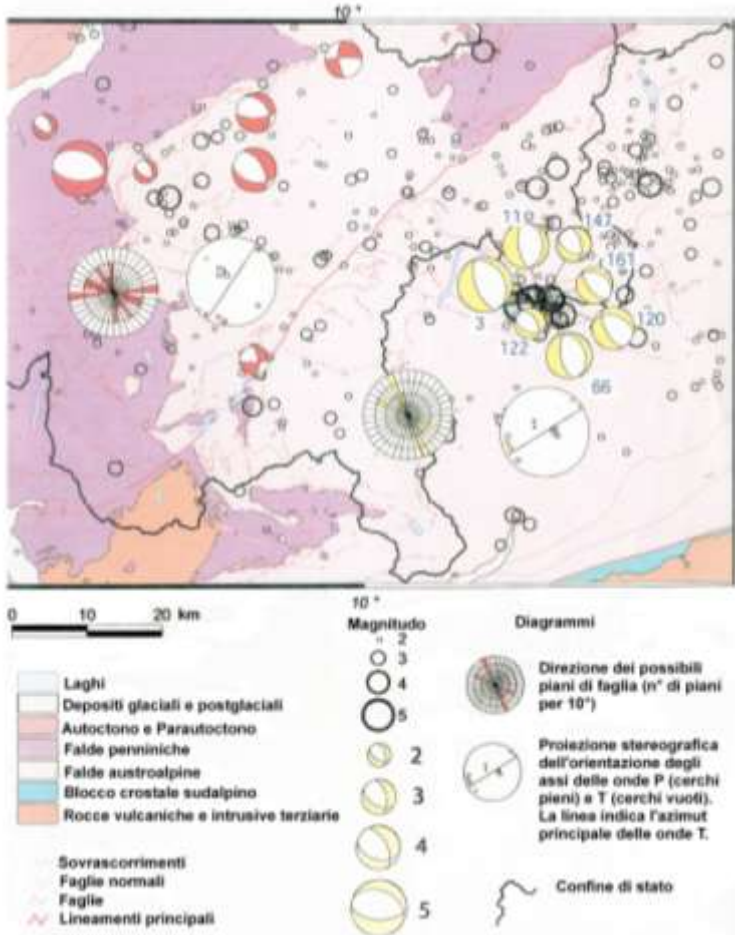 10°
11
147
161
3
122
120
66
I
10°
0 10 20 km
Magnitudo
2
3
4
5
2
3
4
5
Diagrammi
Direzione dei possibili
piani di faglia (n° di piani
per 10°)
Proiezione stereografica
dell'orientazione degli
assi delle onde P (cerchi
pieni) e T (cerchi vuoti).
La linea indica l'azimut
principale delle onde T.
Confine di stato
Laghi
Depositi glaciali e postglaciali
Autoctono e Parautoctono
Falde penniniche
Falde austroalpine
Blocco crostale sudalpino
Rocce vulcaniche e intrusive terziarie
Sovrascorrimenti
Faglie normali
Faglie
Lineamenti principali